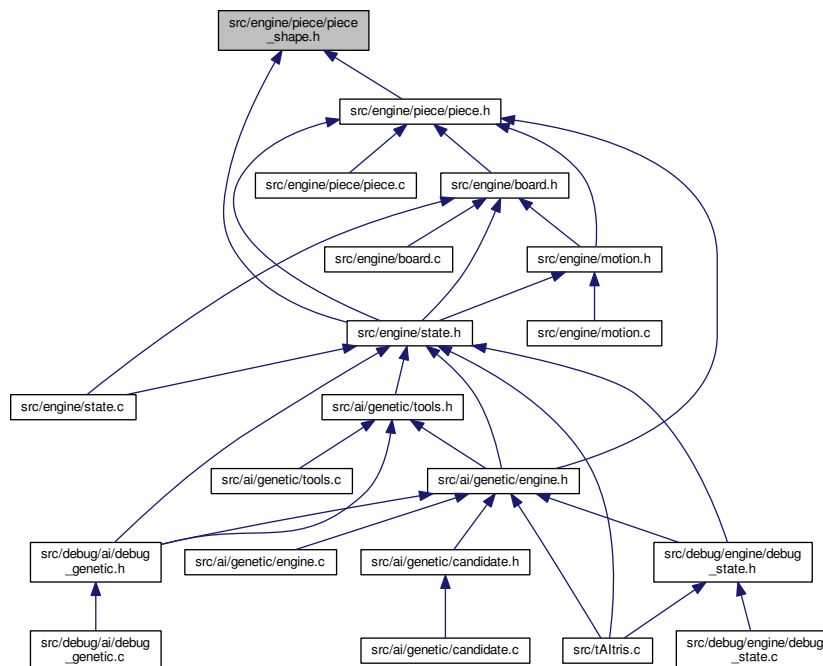 src/engine/piece/piece
_shape.h
src/engine/piece/piece.h
src/engine/piece/piece.c
src/engine/board.h
src/engine/board.c
src/engine/motion.h
src/engine/state.h
src/engine/motion.c
src/engine/state.c
src/ai/genetic/tools.h
src/ai/genetic/tools.c
src/ai/genetic/engine.h
src/debug/ai/debug
_genetic.h
src/ai/genetic/engine.c
src/ai/genetic/candidate.h
src/debug/engine/debug
_state.h
src/debug/ai/debug
_genetic.c
src/ai/genetic/candidate.c
src/tAltris.c
src/debug/engine/debug
_state.c